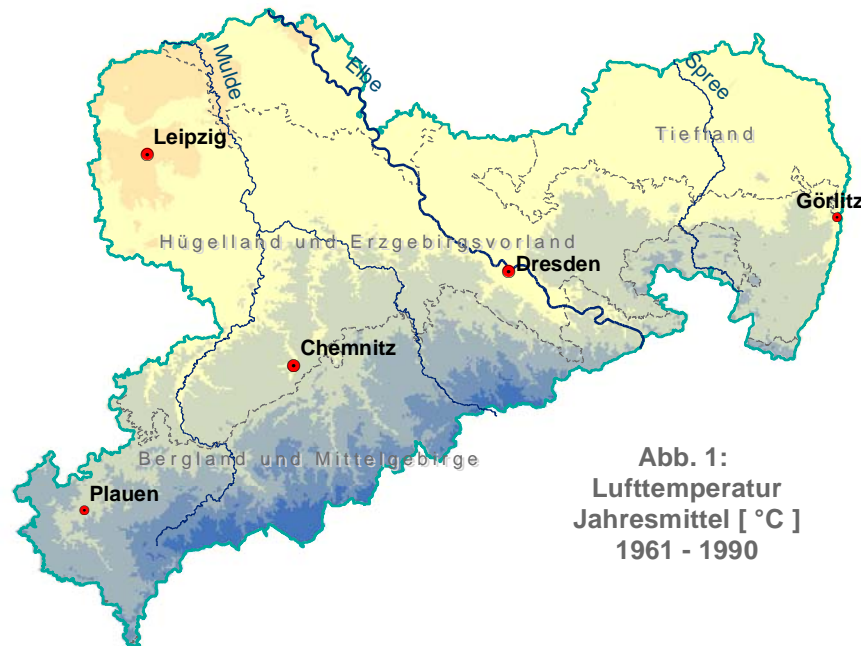 Mulde
Elbe
Spree
Leipzig
Tiefland
Görlitz
Hügelland und Erzgebirgsvorland
Dresden
Chemnitz
Bergland und Mittelgebirge
Plauen
Abb. 1:
Lufttemperatur
Jahresmittel [ °C ]
1961 - 1990